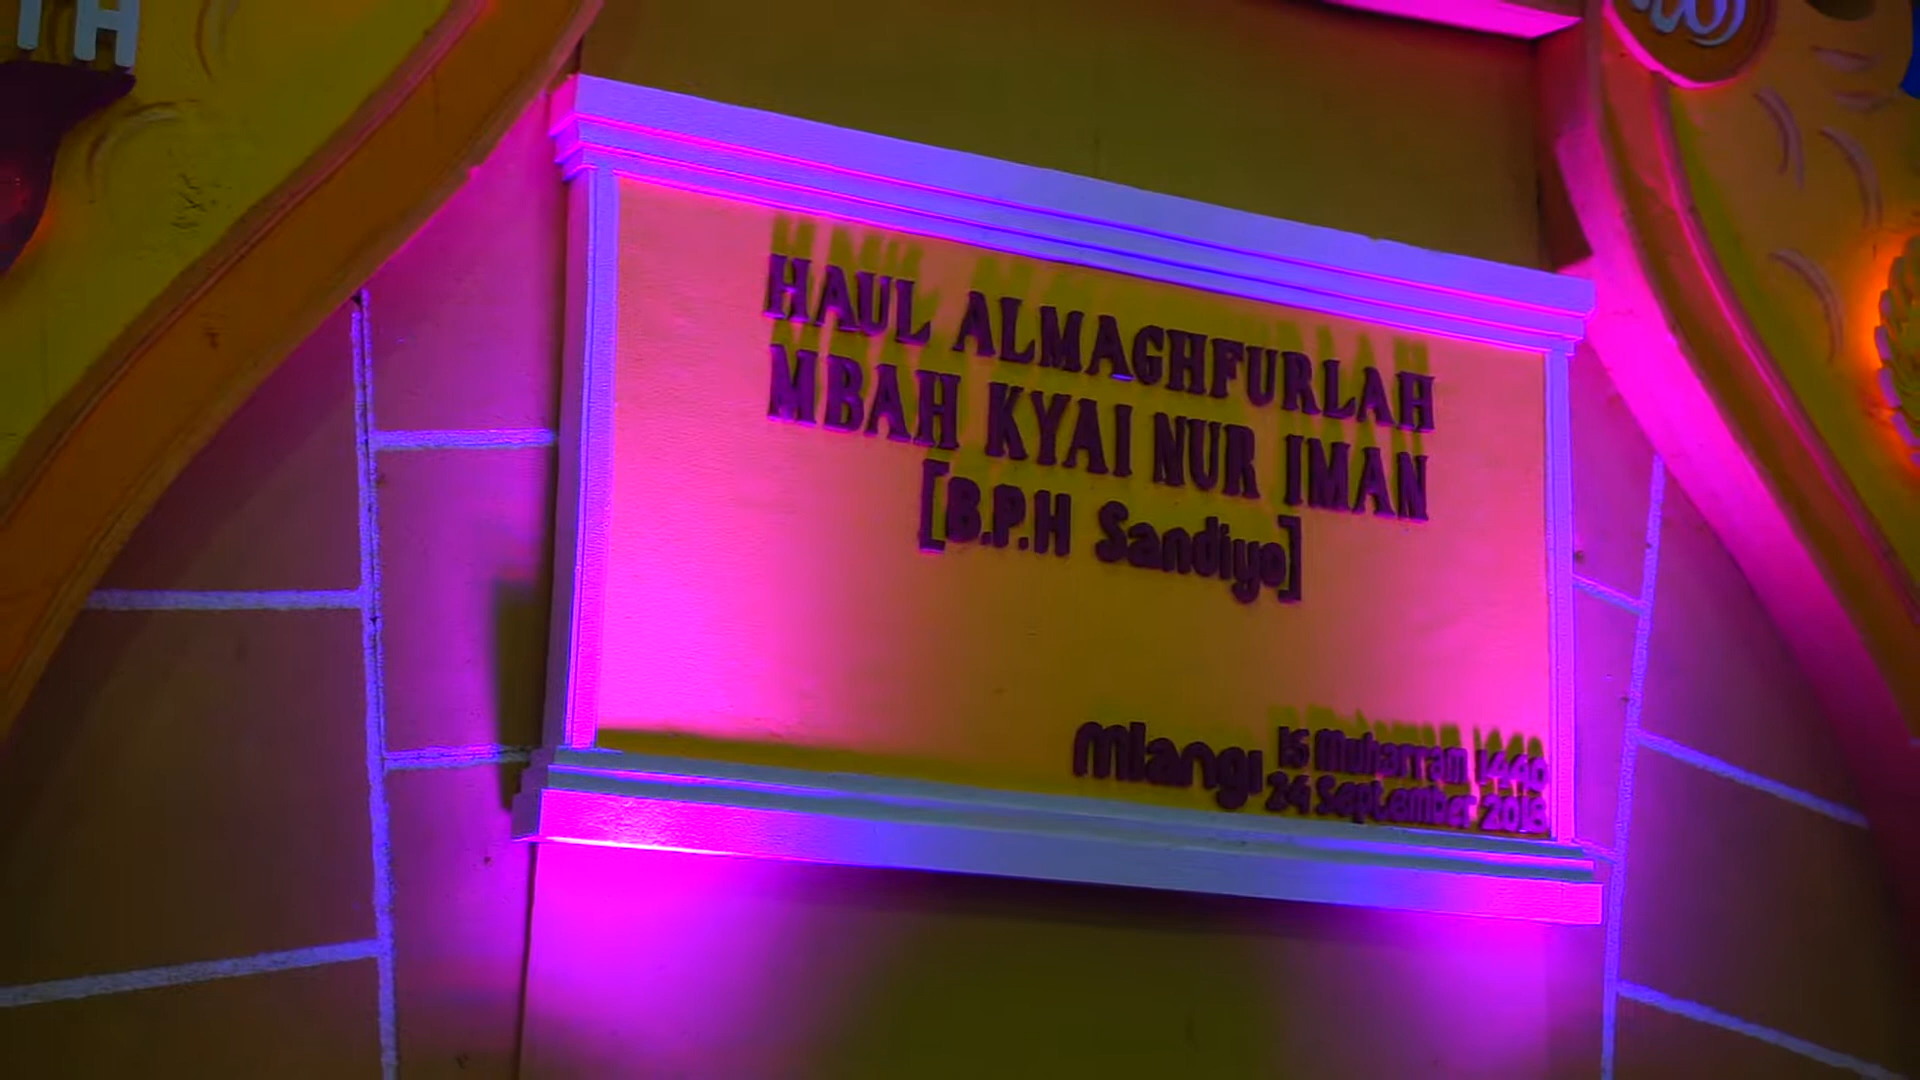 HAUL ALMAGHFURLAH
MBAH KYAI NUR IMAN
[B.P.H Sandiyo]
Mlangi
15 Muharram 1440
24 September 2018